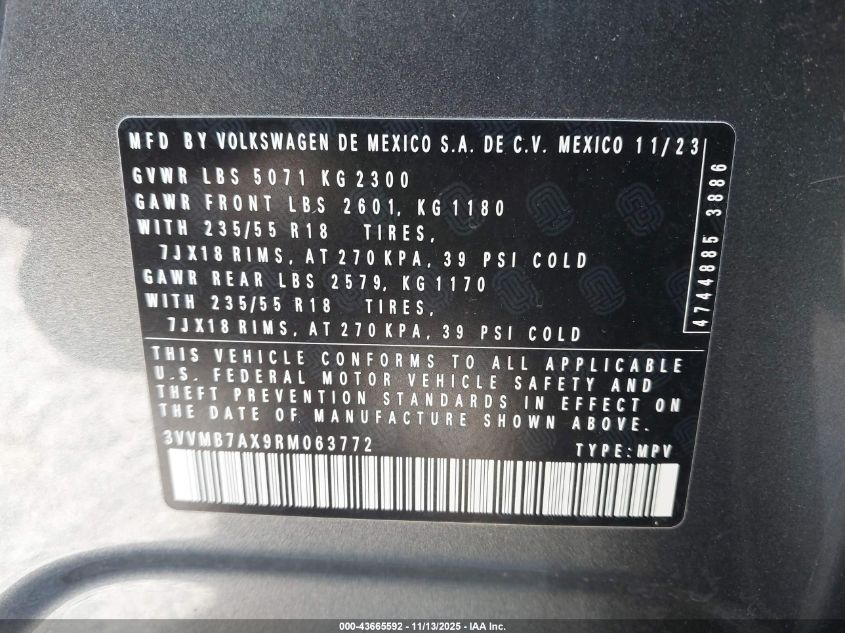 MFD BY VOLKSWAGEN DE MEXICO S.A. DE C.V. MEXICO 11/23
GVWR LBS 5071 KG 2300
GAWR FRONT LBS 2601, KG 1180
WITH 235/55 R18 TIRES,
7JX18 RIMS, AT 270 KPA, 39 PSI COLD
GAWR REAR LBS 2579, KG 1170
WITH 235/55 R18 TIRES,
7JX18 RIMS, AT 270 KPA, 39 PSI COLD
4744885 3886
THIS VEHICLE CONFORMS TO ALL APPLICABLE
U.S. FEDERAL MOTOR VEHICLE SAFETY AND
THEFT PREVENTION STANDARDS IN EFFECT ON
THE DATE OF MANUFACTURE SHOWN ABOVE.
3VVMB7AX9RM063772 TYPE: MPV
000-43665592 - 11/13/2025 - IAA Inc.